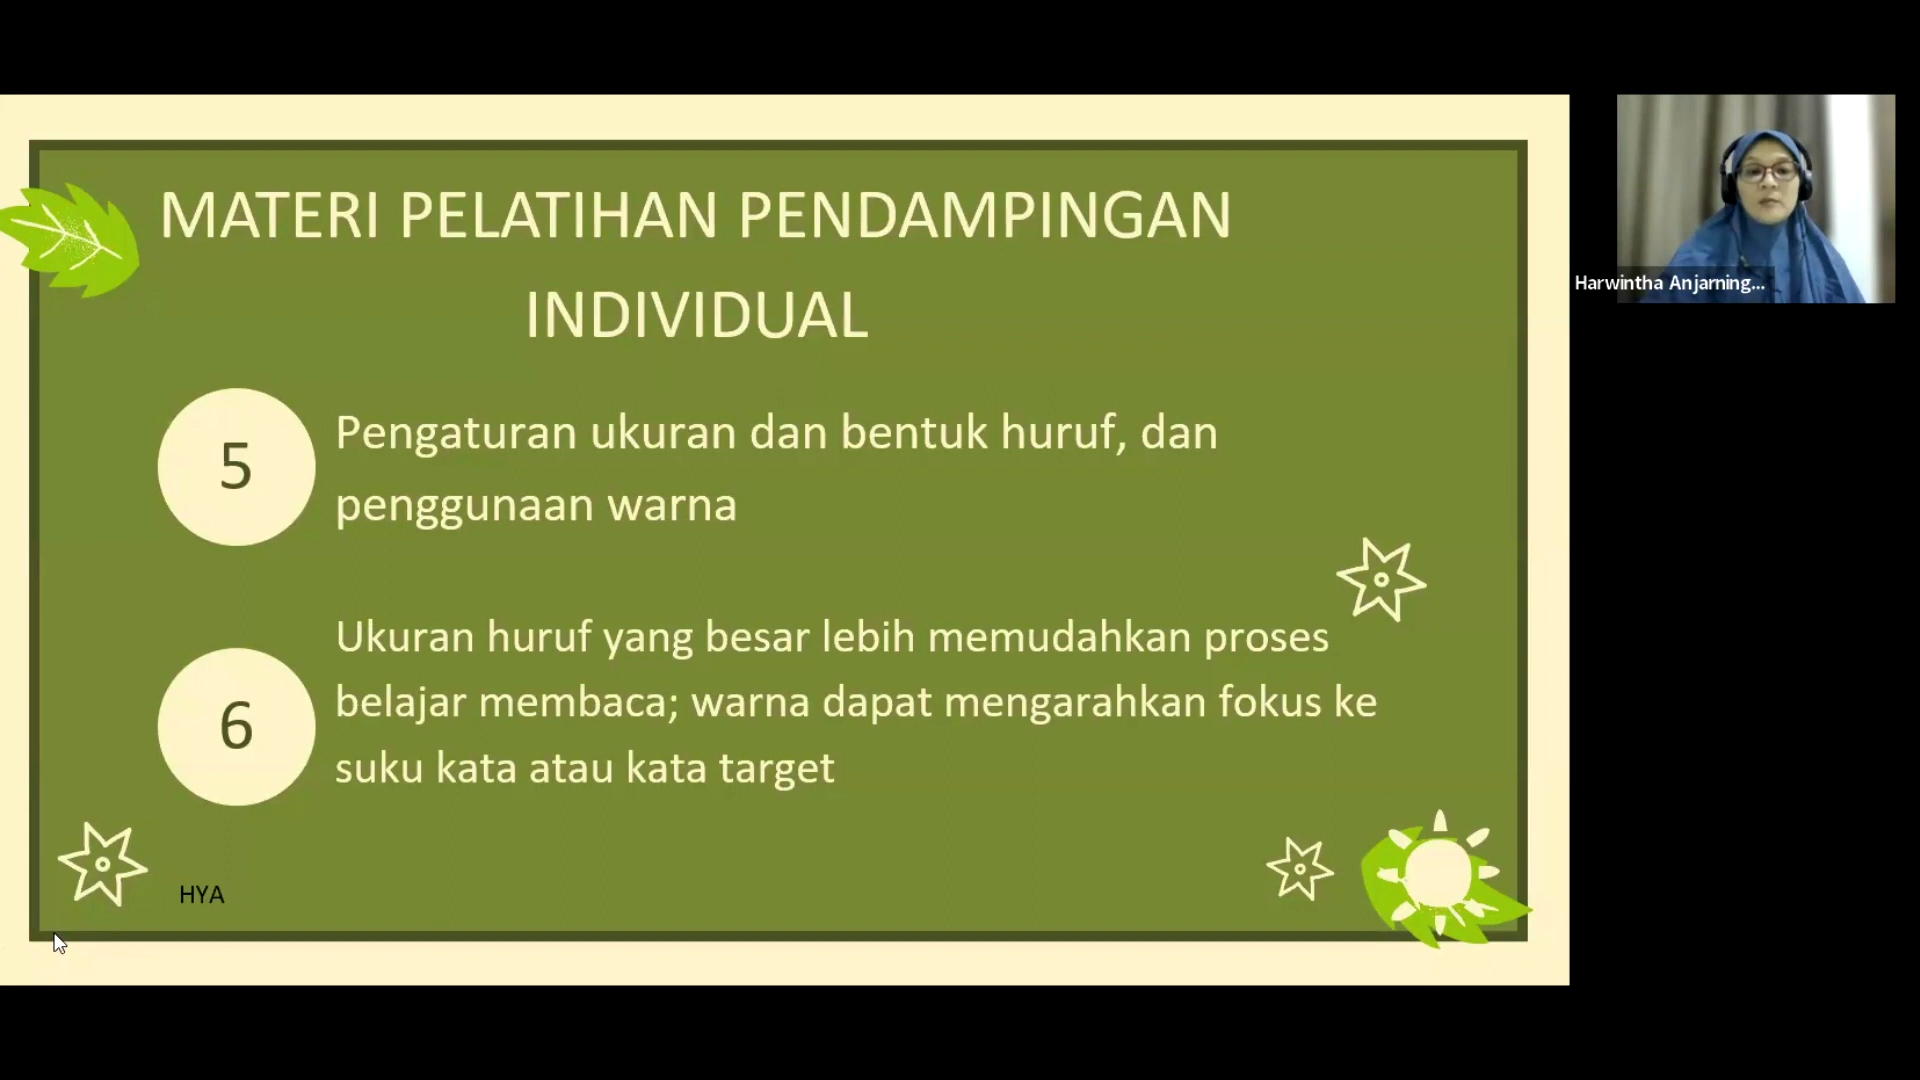 MATERI PELATIHAN PENDAMPINGAN
INDIVIDUAL
5
Pengaturan ukuran dan bentuk huruf, dan
penggunaan warna
6
Ukuran huruf yang besar lebih memudahkan proses
belajar membaca; warna dapat mengarahkan fokus ke
suku kata atau kata target
HYA
Harwintha Anjarning...